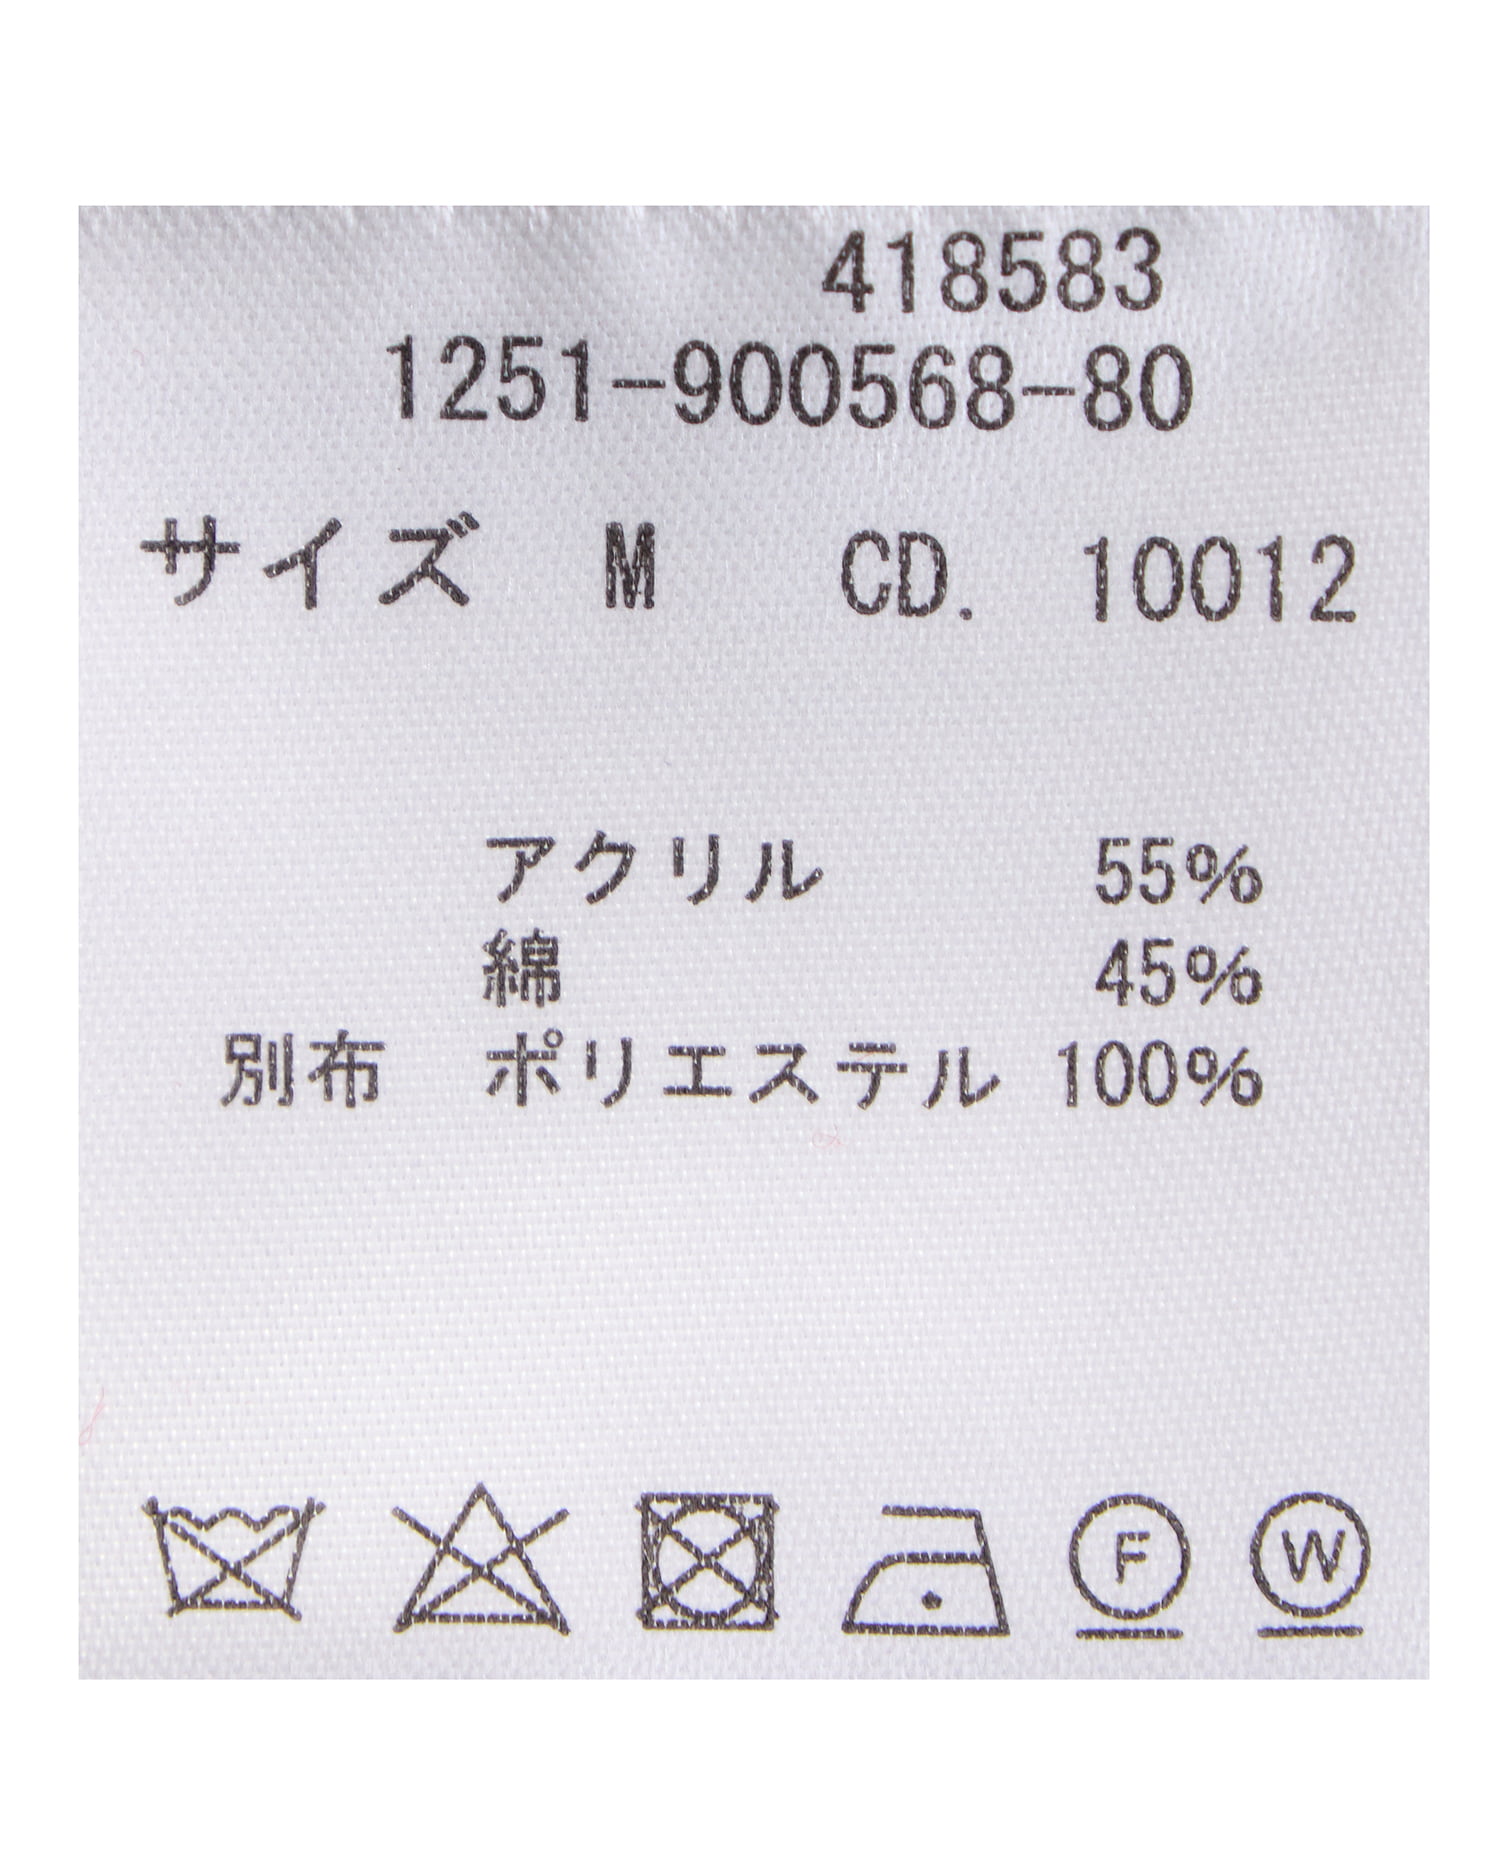 418583
1251-900568-80
サイズ M CD. 10012
アクリル 55%
綿 45%
別布 ポリエステル 100%
F W